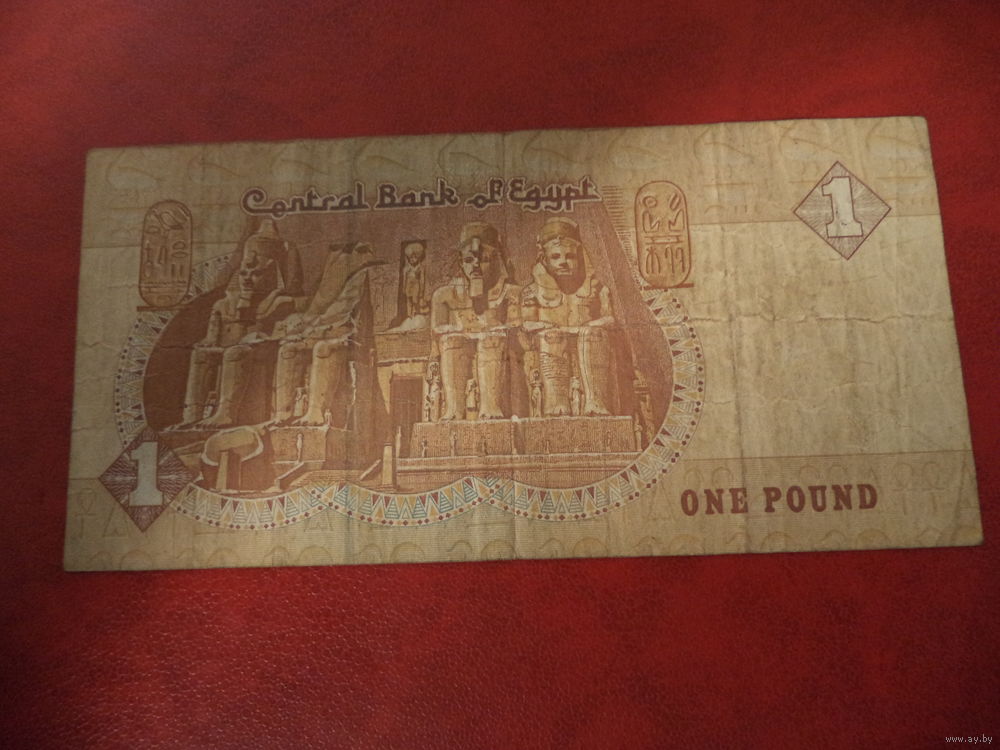 Central Bank of Egypt
1
1
ONE POUND
www.ay.by